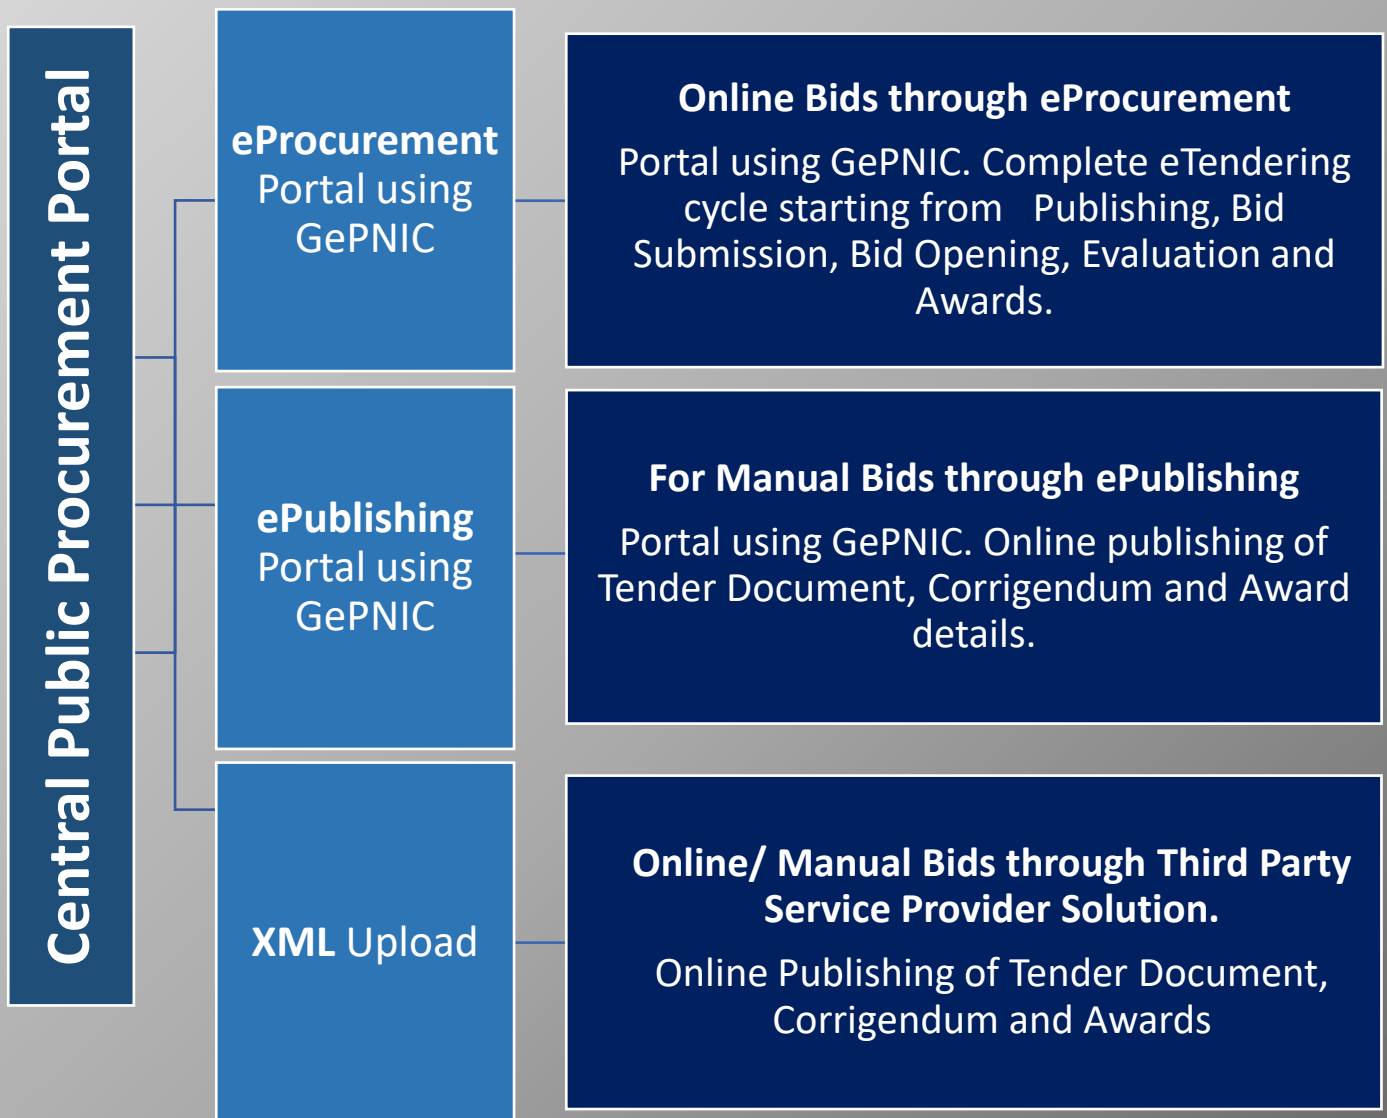 Central Public Procurement Portal
eProcurement
Portal using
GePNIC
Online Bids through eProcurement
Portal using GePNIC. Complete eTendering
cycle starting from Publishing, Bid
Submission, Bid Opening, Evaluation and
Awards.
ePublishing
Portal using
GePNIC
For Manual Bids through ePublishing
Portal using GePNIC. Online publishing of
Tender Document, Corrigendum and Award
details.
XML Upload
Online/ Manual Bids through Third Party
Service Provider Solution.
Online Publishing of Tender Document,
Corrigendum and Awards